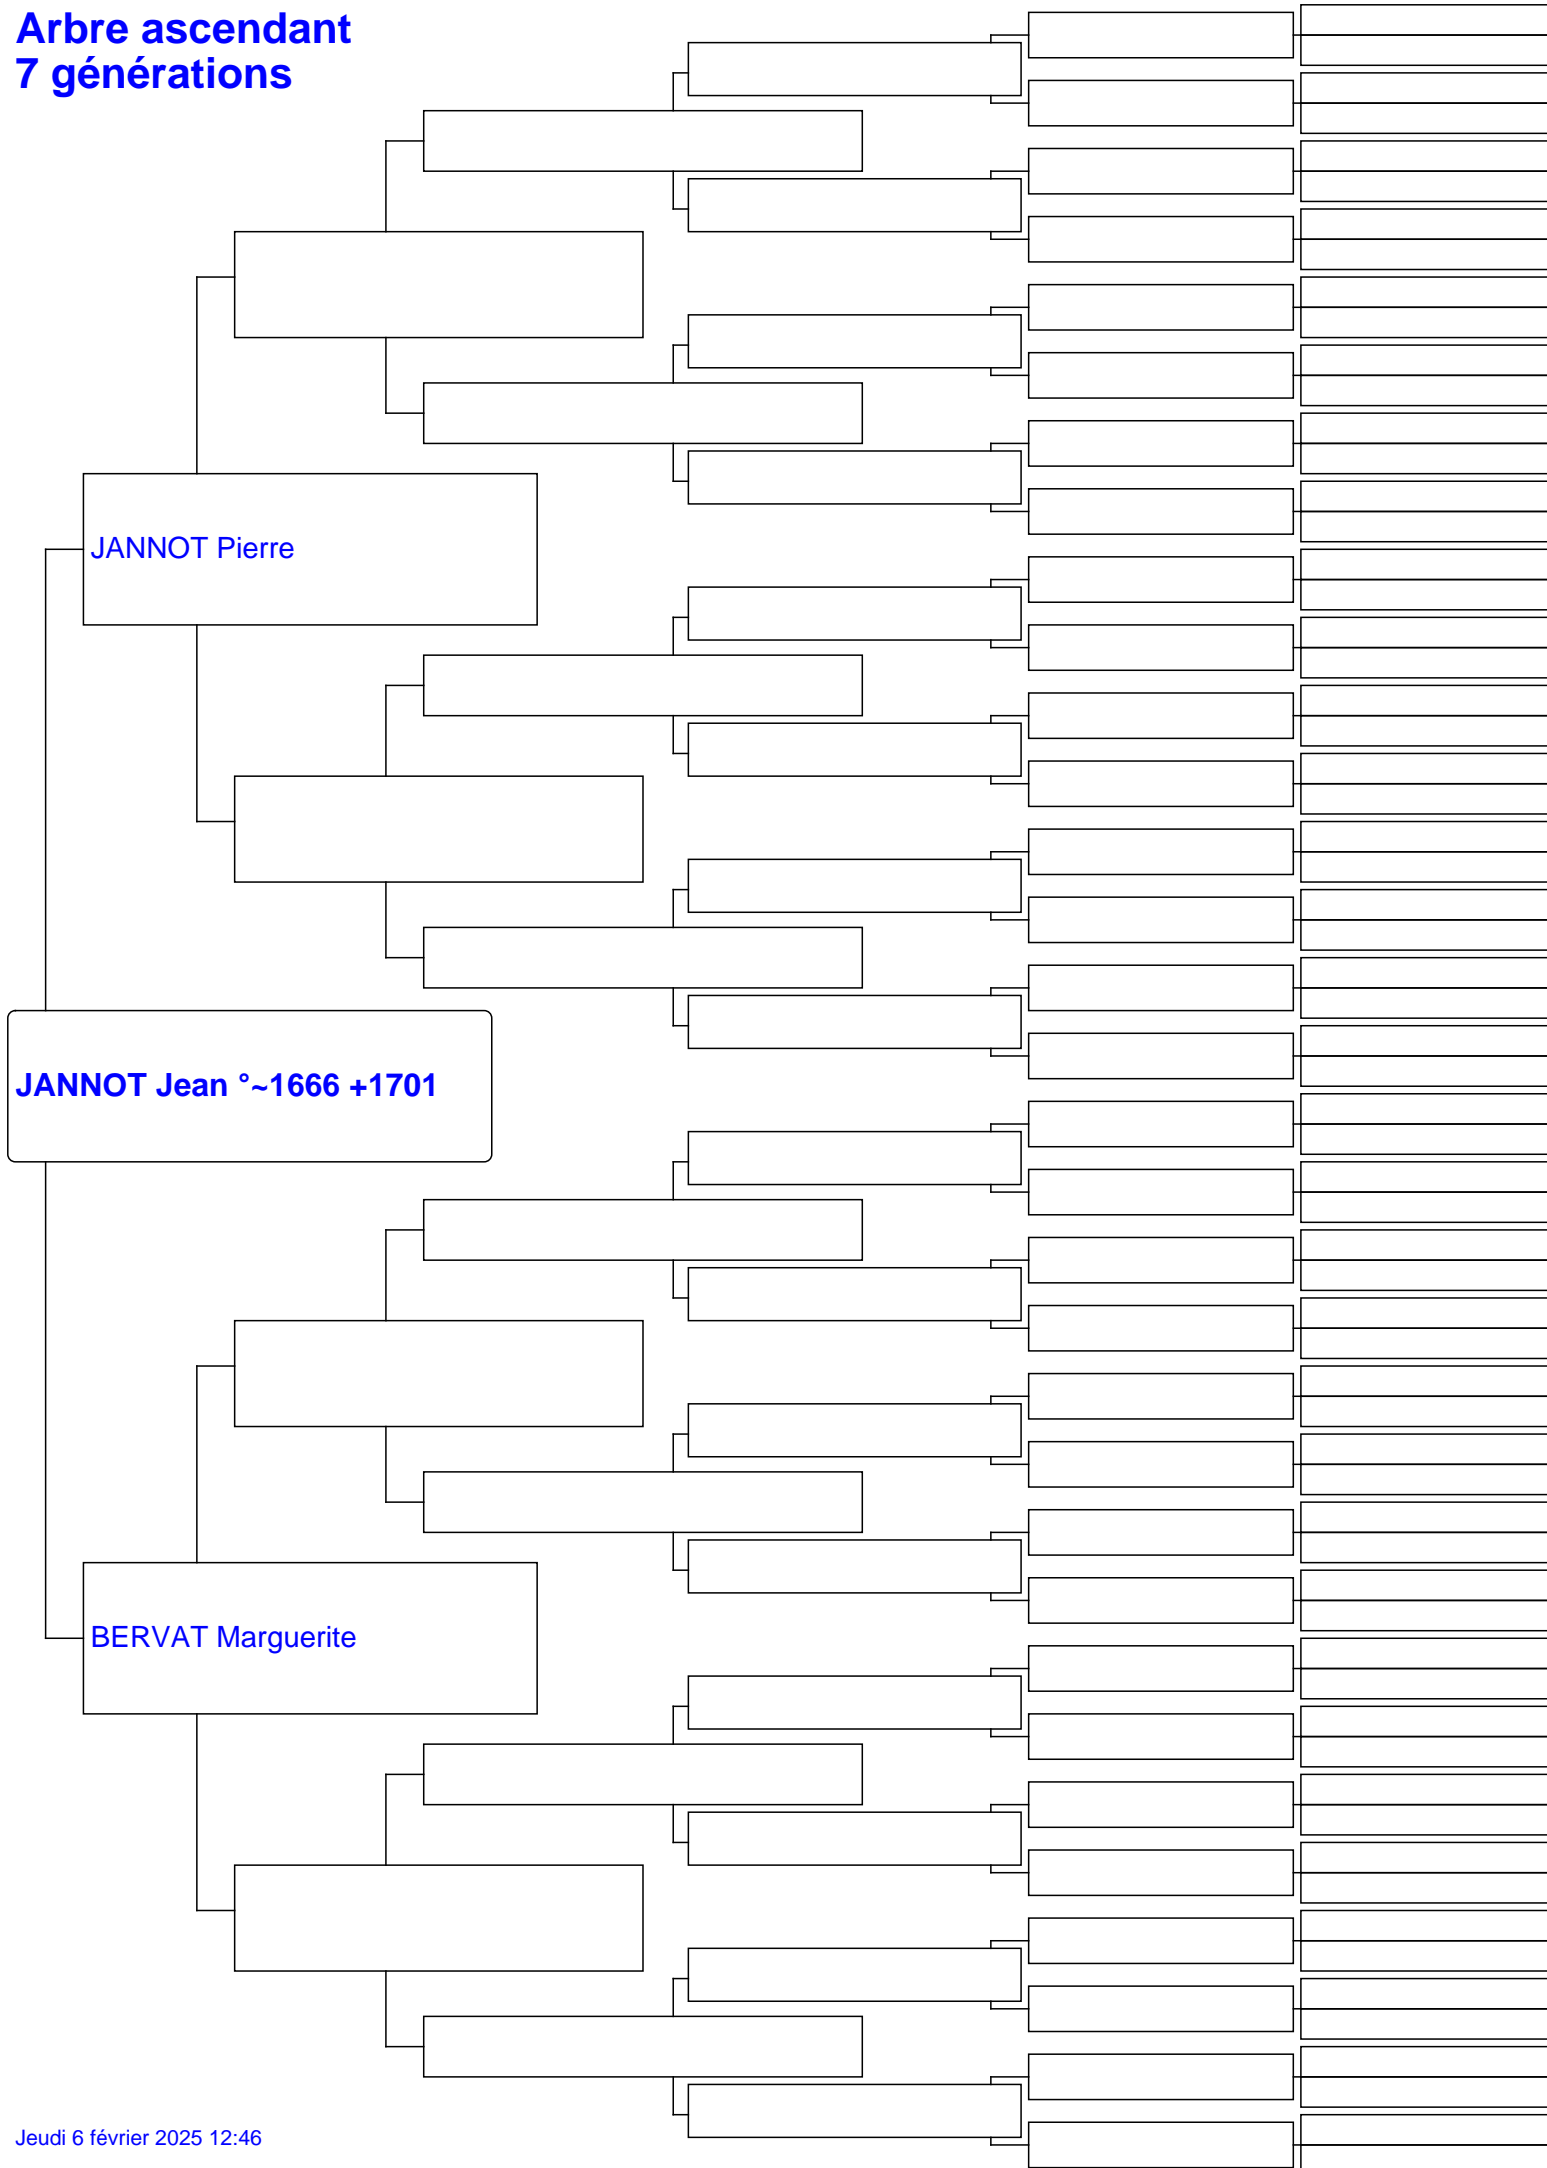 Arbre ascendant
7 générations
JANNOT Pierre
JANNOT Jean °~1666 +1701
BERVAT Marguerite
Jeudi 6 février 2025 12:46